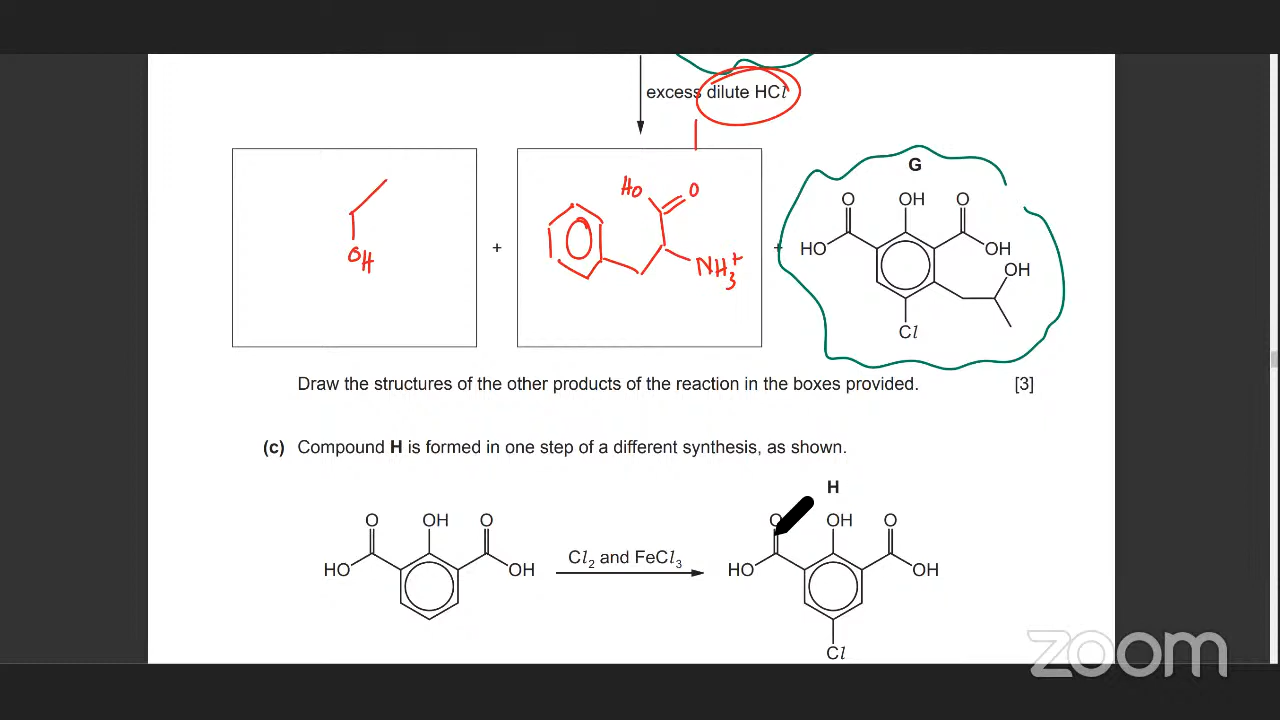 excess dilute HCl
G
O
OH
O
HO
OH
OH
Cl
HO
O
OH
NH3+
+
+
Draw the structures of the other products of the reaction in the boxes provided. [3]
(c) Compound H is formed in one step of a different synthesis, as shown.
H
O
OH
O
HO
OH
Cl2 and FeCl3
O
OH
O
HO
OH
Cl
zoom